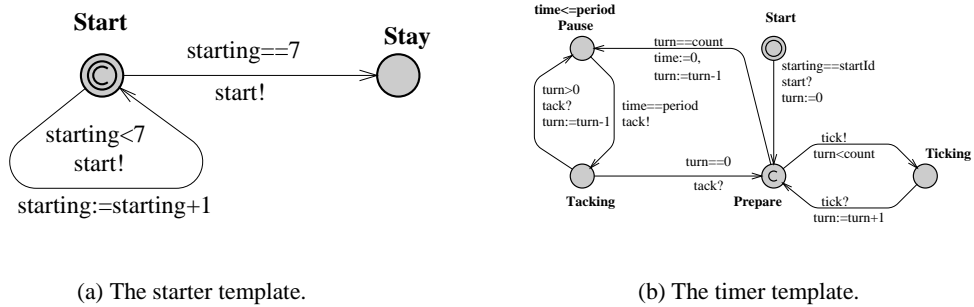 Start
C
starting==7
start!
Stay
starting<7
start!
starting:=starting+1
(a) The starter template.
time<=period
Pause
turn==count
time:=0,
turn:=turn-1
Start
starting==startId
start?
turn:=0
turn>0
tack?
turn:=turn-1
time==period
tack!
turn==0
tack?
Tacking
C
Prepare
tick!
turn<count
Ticking
tick?
turn:=turn+1
(b) The timer template.